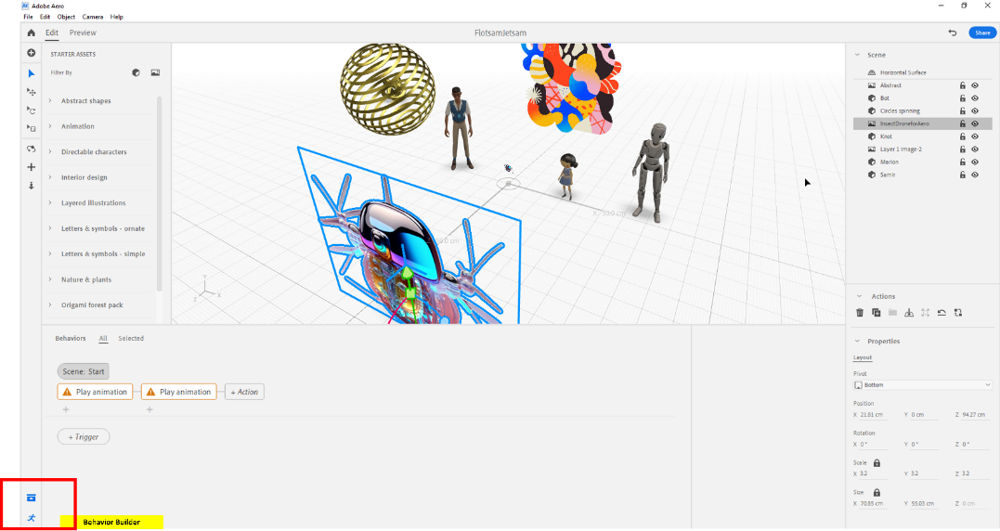 Adobe Aero
File Edit Object Camera Help
Edit Preview FlotsamJetsam Share
STARTER ASSETS
Filter By
Abstract shapes
Animation
Directable characters
Interior design
Layered illustrations
Letters & symbols - ornate
Letters & symbols - simple
Nature & plants
Origami forest pack
Y
X
Z
Scene
Horizontal Surface
Abstract
Bot
Circles spinning
InsectDroneforAero
Knot
Layer 1 Image-2
Marion
Samir
Actions
Properties
Layout
Pivot
Bottom
Position
X 21.81 cm Y 0 cm Z 94.27 cm
Rotation
X 0° Y 0° Z 0°
Scale
X 3.2 Y 3.2 Z 3.2
Size
X 70.85 cm Y 55.05 cm Z 0 cm
Behaviors All Selected
Scene: Start
Play animation Play animation + Action
+ +
+ Trigger
Behavior Builder